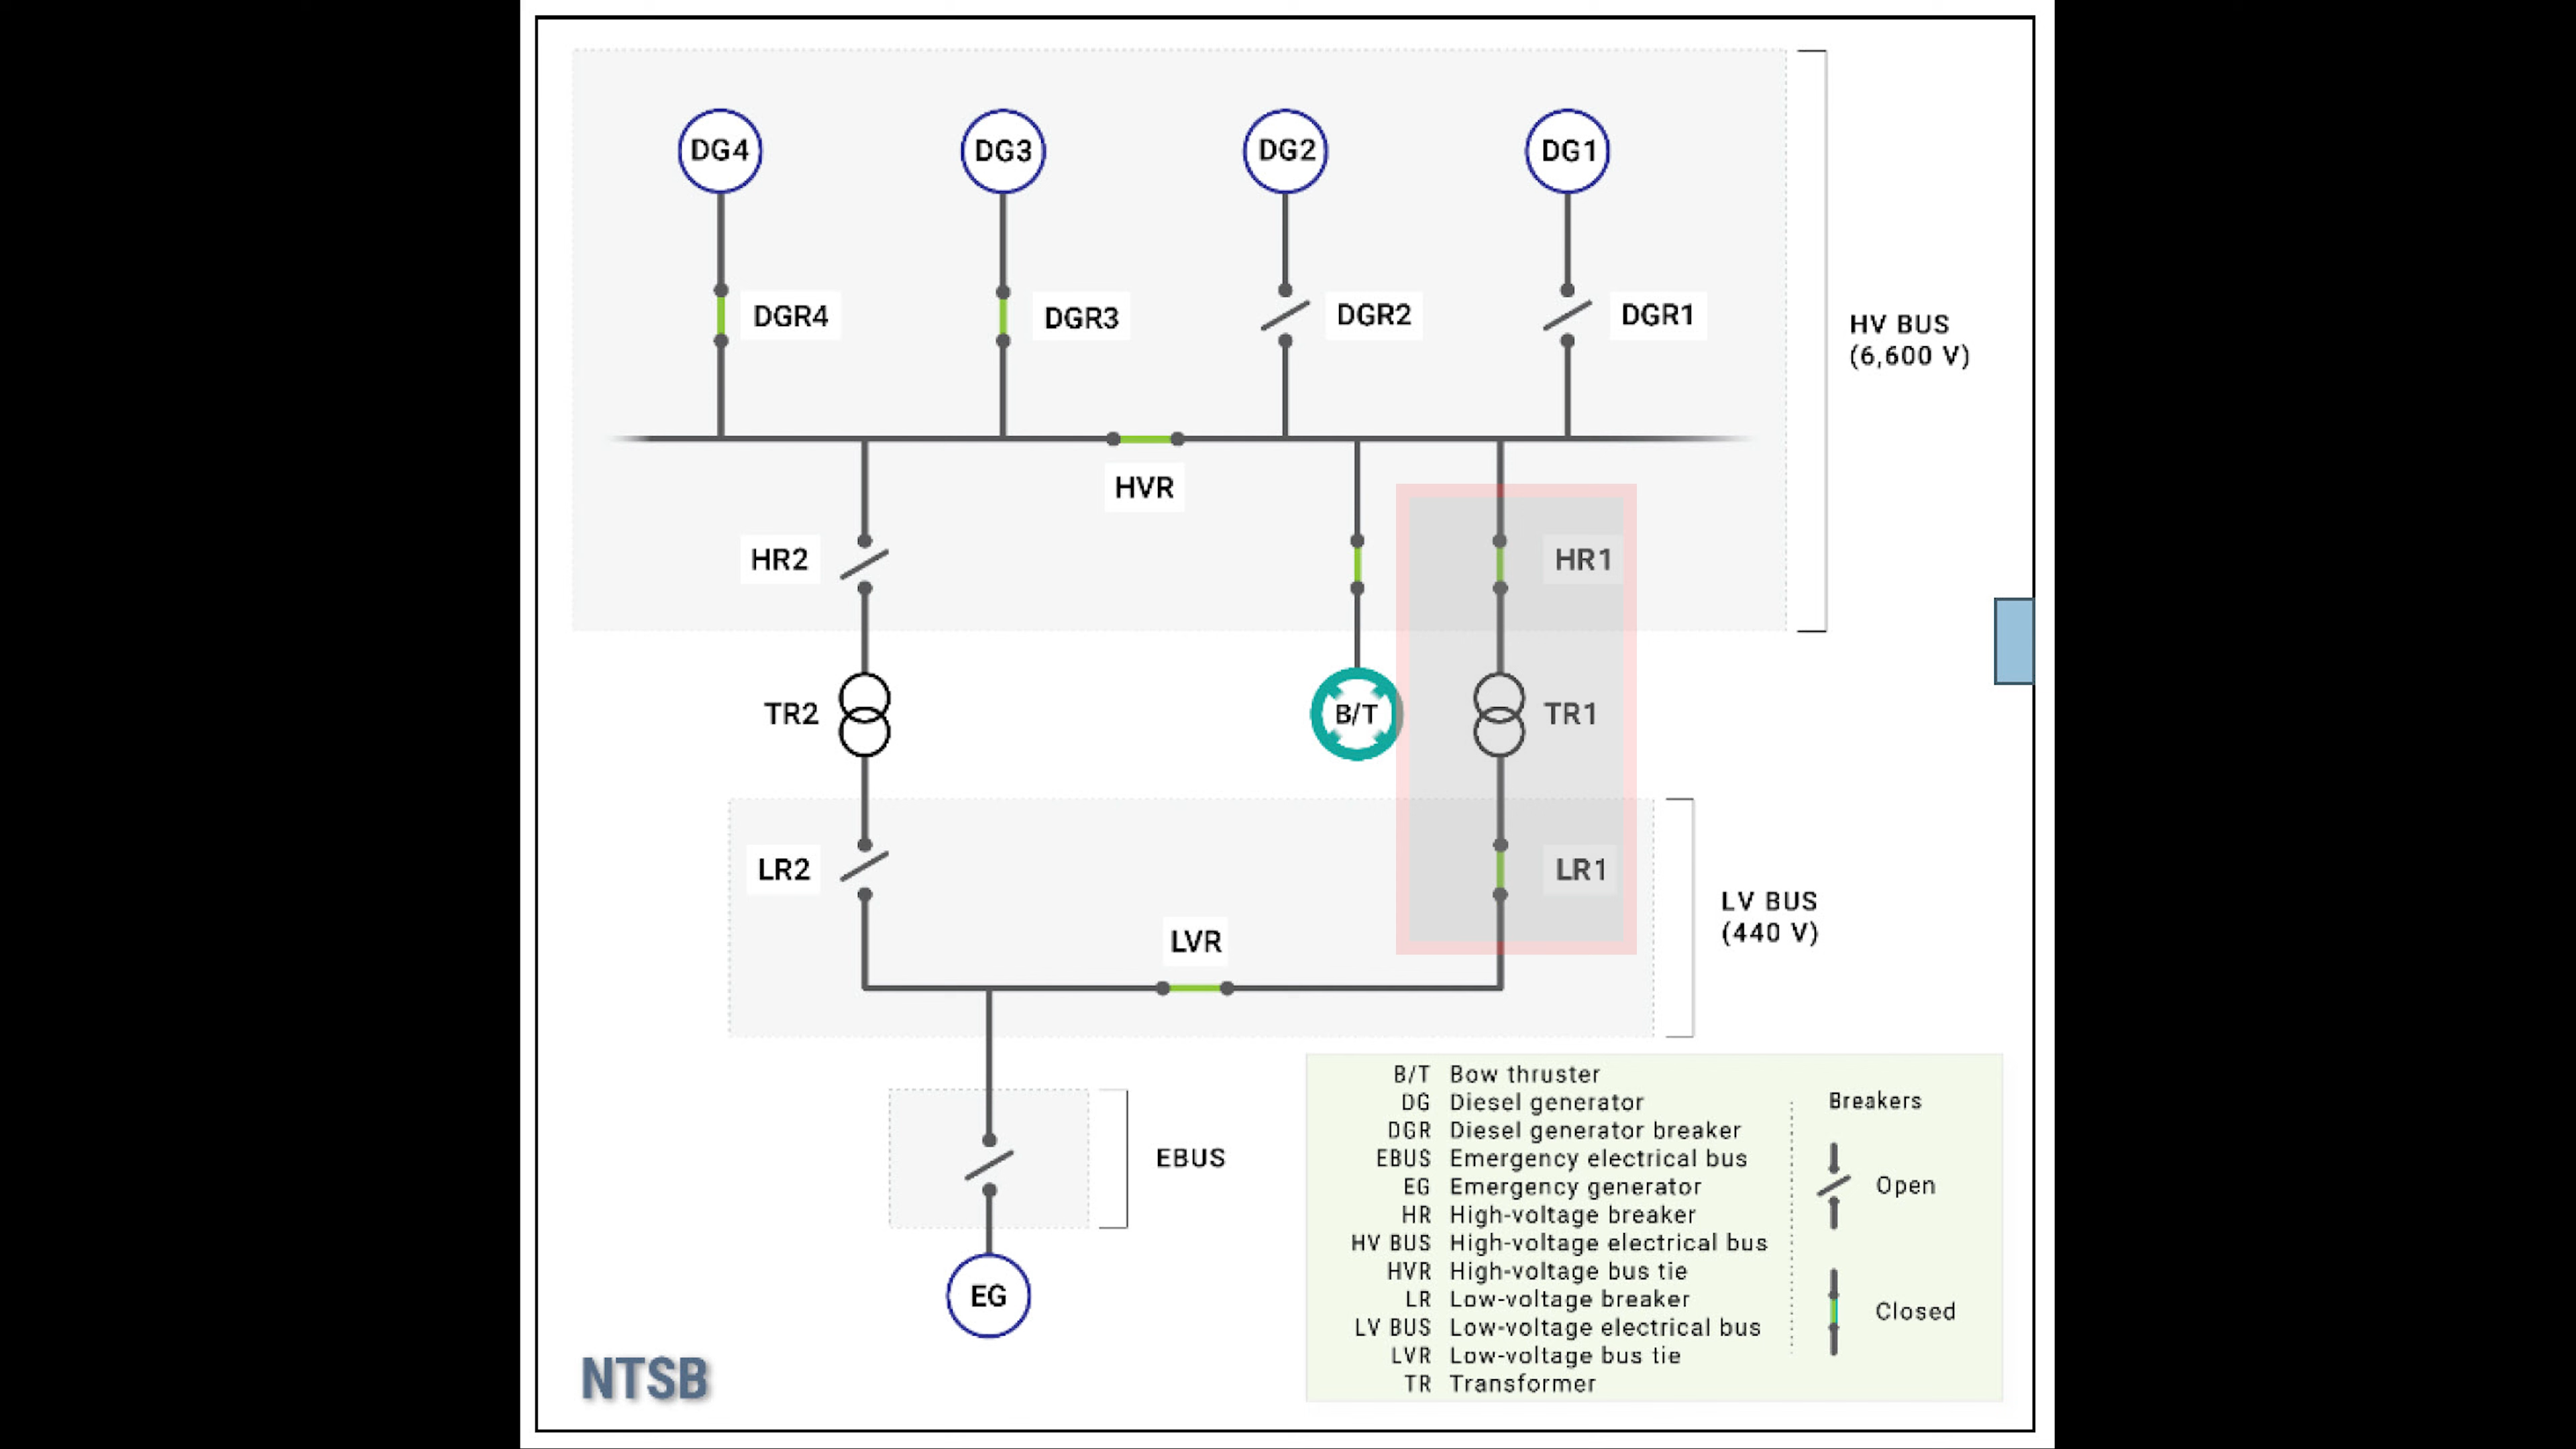 DG4
DG3
DG2
DG1
DGR4
DGR3
DGR2
DGR1
HV BUS
(6,600 V)
HVR
HR2
HR1
TR2
B/T
TR1
LR2
LR1
LV BUS
(440 V)
LVR
EBUS
EG
B/T Bow thruster
DG Diesel generator
DGR Diesel generator breaker
EBUS Emergency electrical bus
EG Emergency generator
HR High-voltage breaker
HV BUS High-voltage electrical bus
HVR High-voltage bus tie
LR Low-voltage breaker
LV BUS Low-voltage electrical bus
LVR Low-voltage bus tie
TR Transformer
Breakers
Open
Closed
NTSB